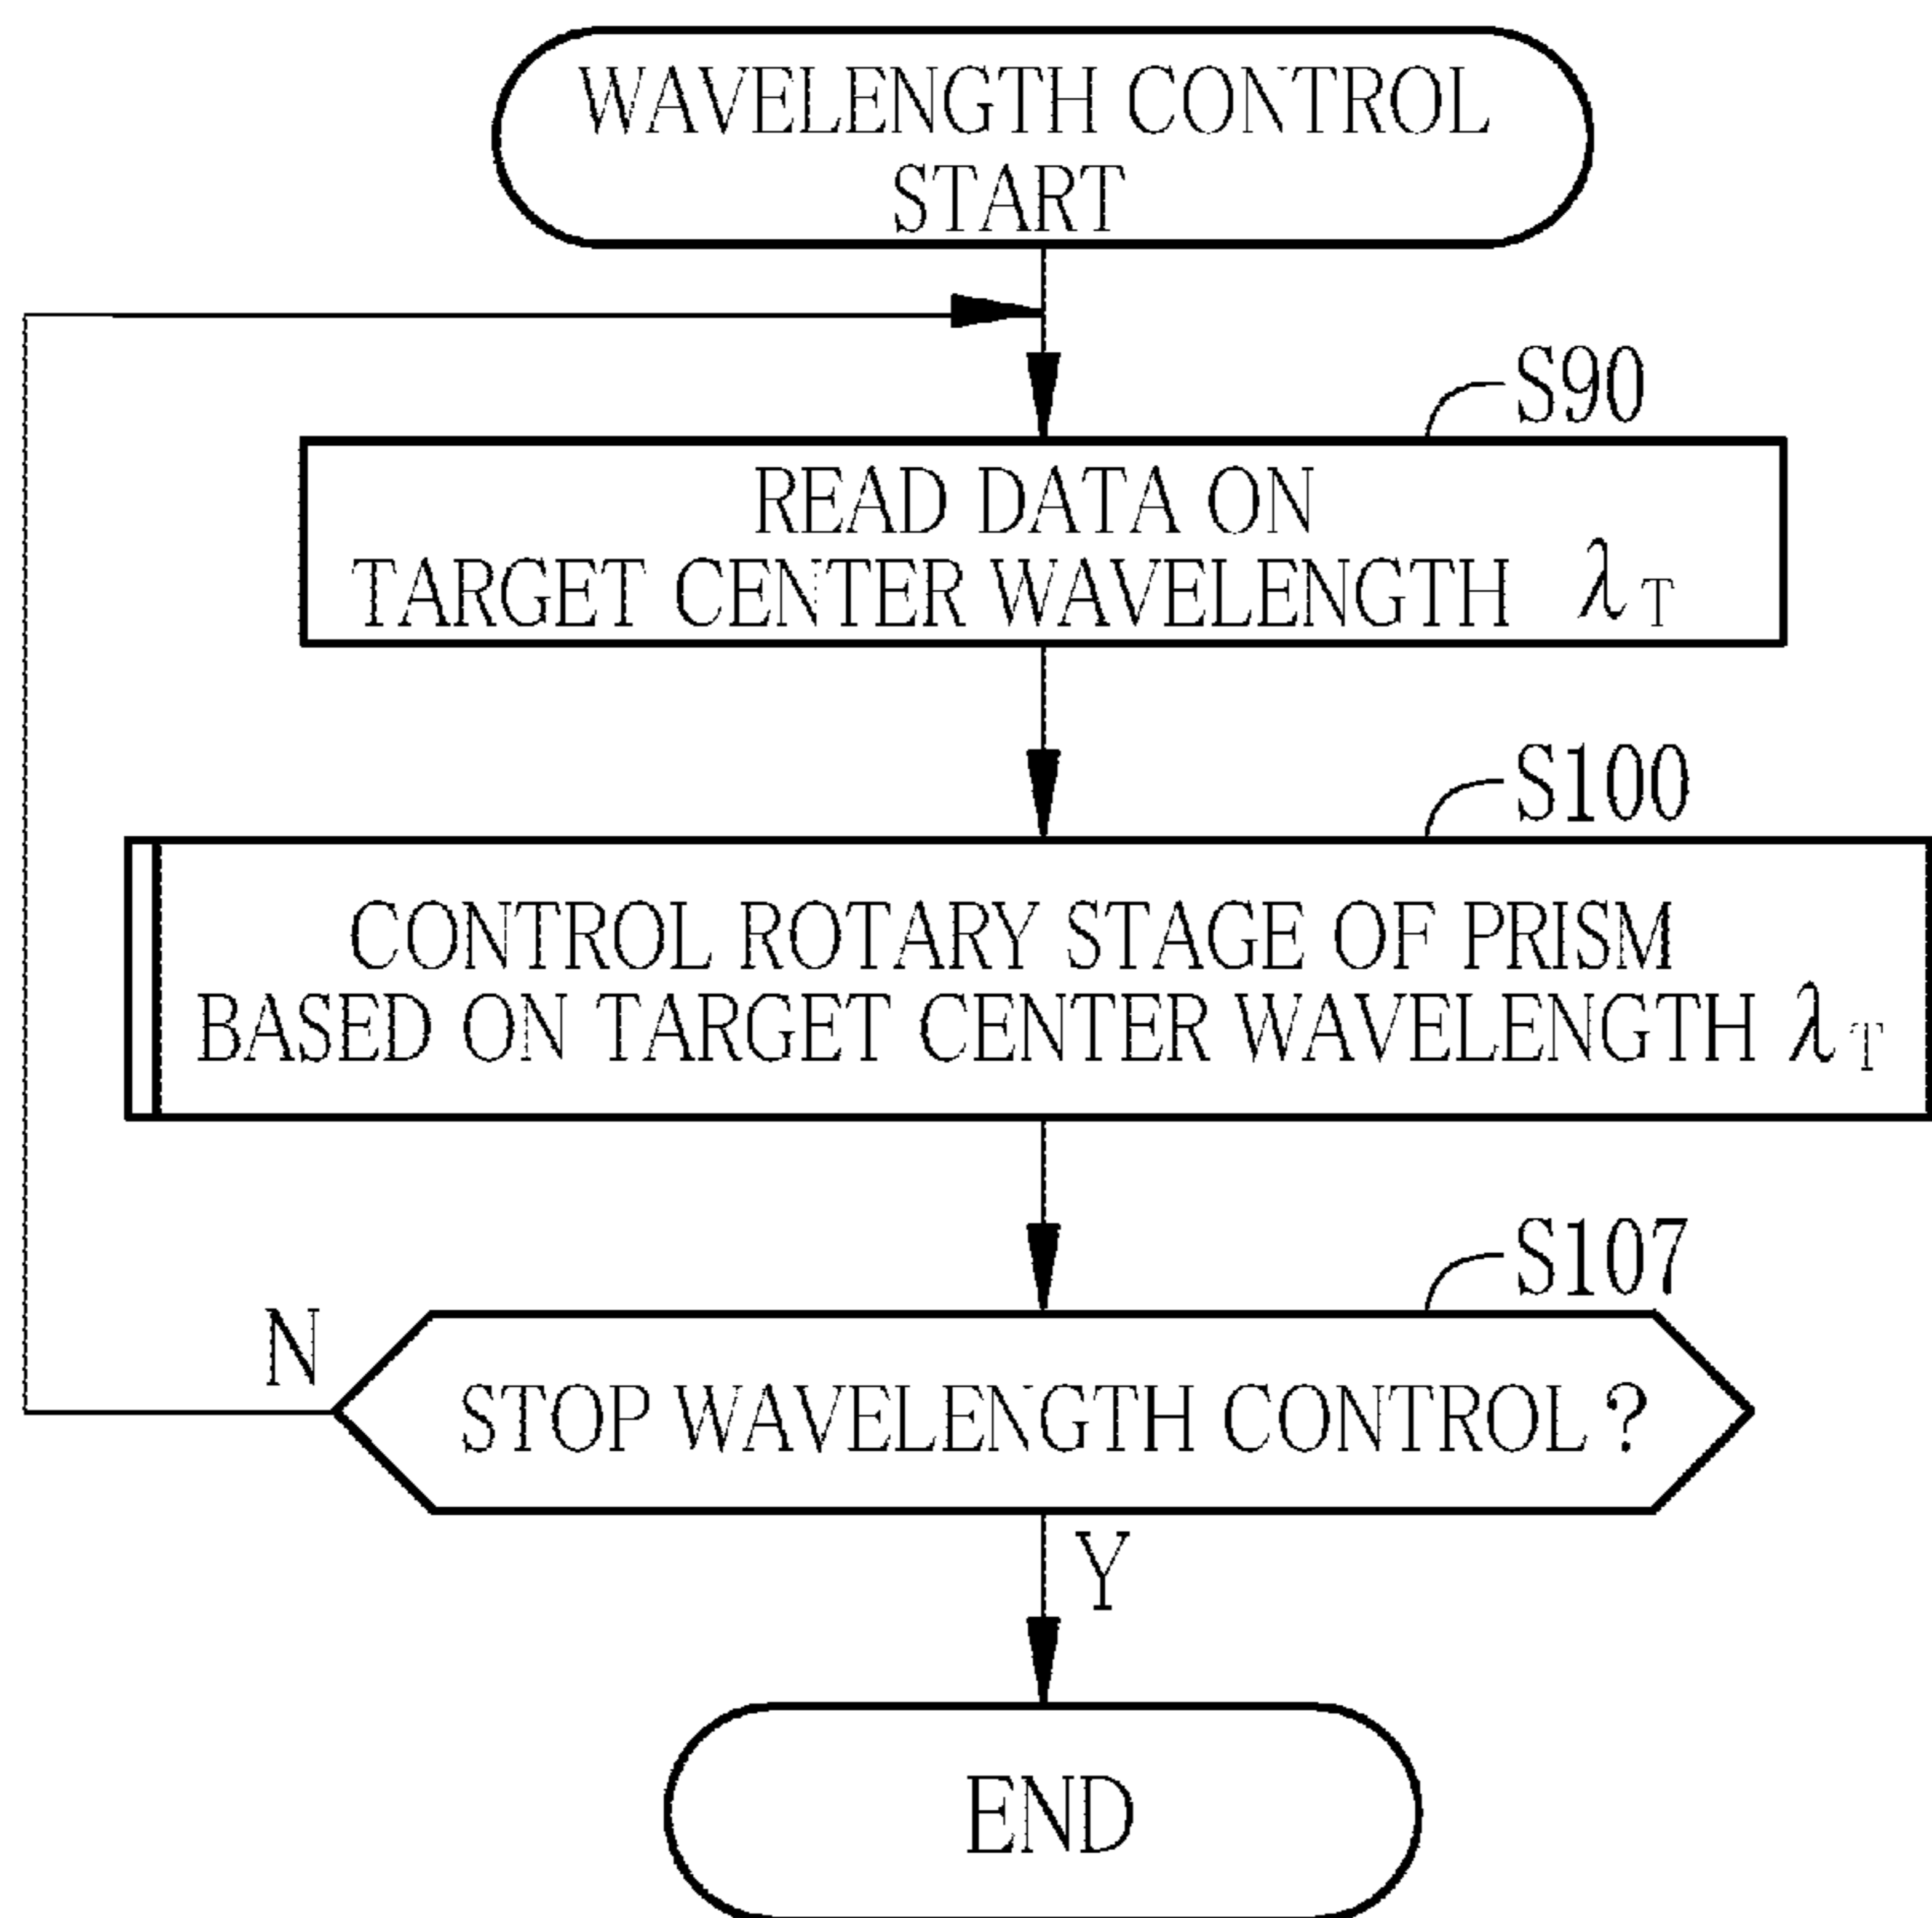 WAVELENGTH CONTROL
START
S90
READ DATA ON
TARGET CENTER WAVELENGTH λT
S100
CONTROL ROTARY STAGE OF PRISM
BASED ON TARGET CENTER WAVELENGTH λT
S107
N
STOP WAVELENGTH CONTROL ?
Y
END